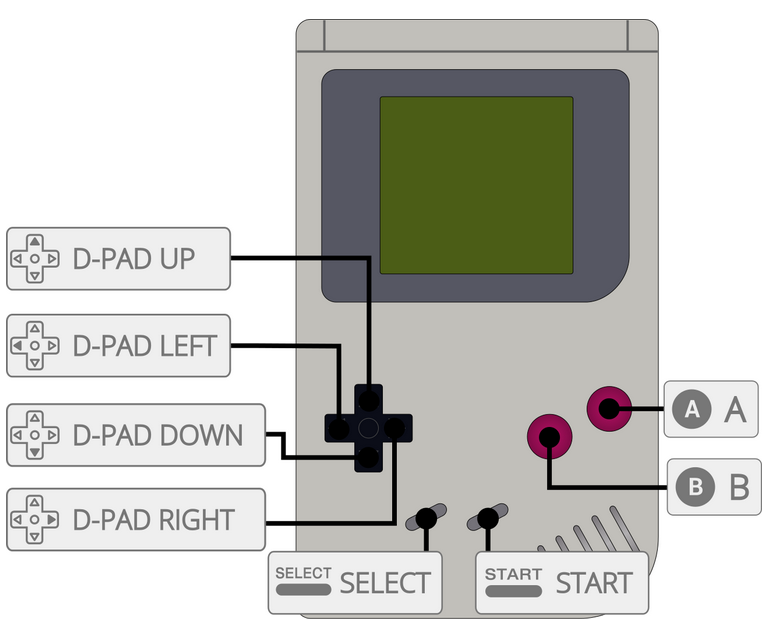 D-PAD UP
D-PAD LEFT
D-PAD DOWN
D-PAD RIGHT
A A
B B
SELECT SELECT
START START